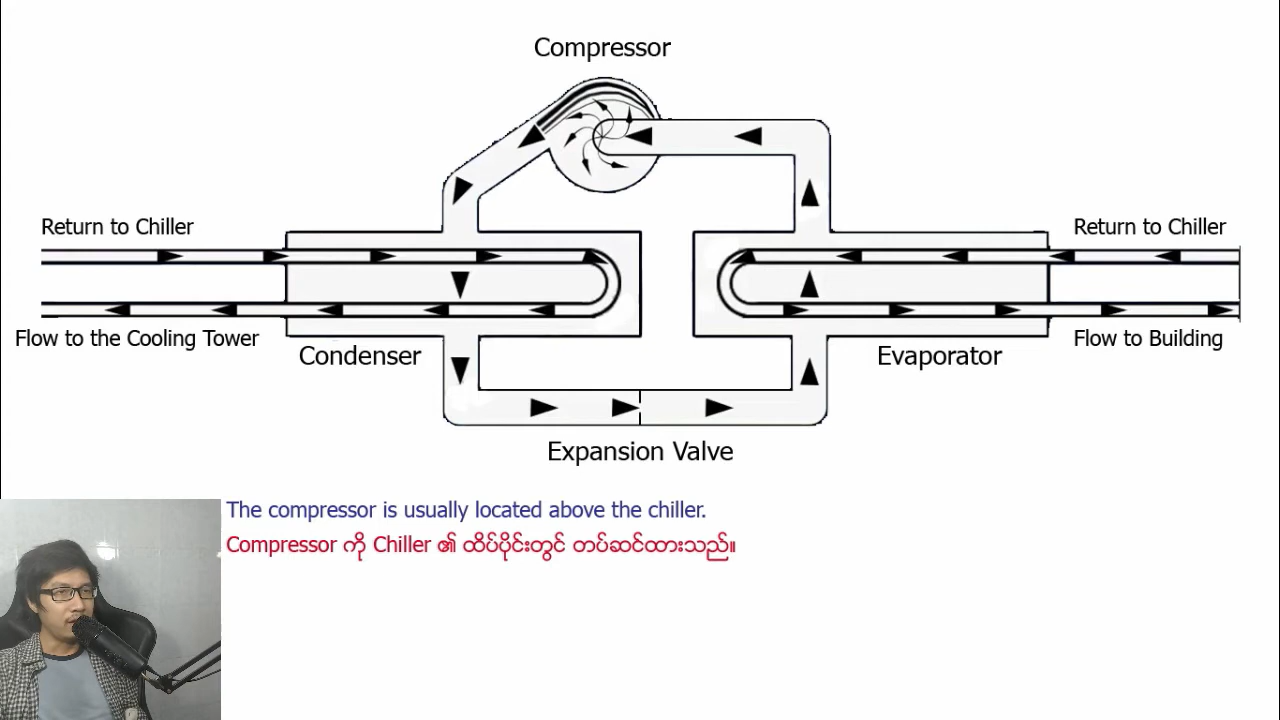 Compressor
Return to Chiller
Return to Chiller
Flow to the Cooling Tower
Condenser
Evaporator
Flow to Building
Expansion Valve
The compressor is usually located above the chiller.
Compressor ကို Chiller ၏ ထိပ်ပိုင်းတွင် တပ်ဆင်ထားသည်။